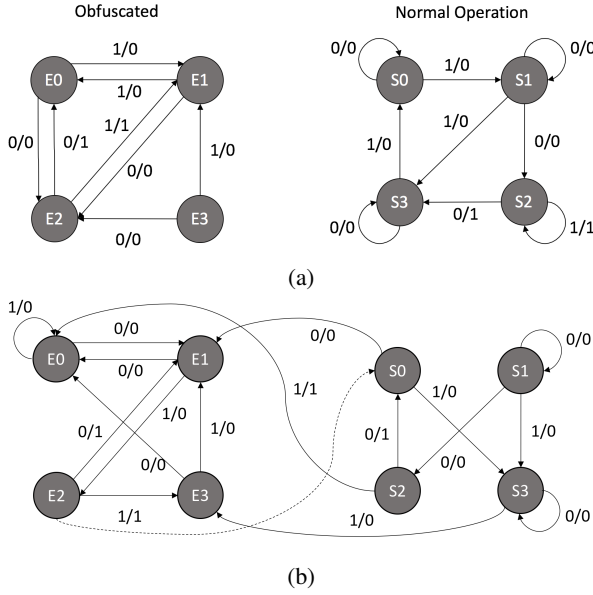 Obfuscated Normal Operation
1/0 0/0 0/0
E0 E1 S0 1/0 S1
1/0
1/1 1/0
0/0 0/1 0/0 1/0 1/0 0/0
E2 E3 S3 S2
0/0 0/0 0/1 1/1
(a)
1/0 0/0 0/0 0/0
E0 E1 S0 S1
0/0 1/1 1/0
0/1 1/0 1/0 0/1 1/0
0/0 0/0
E2 E3 S2 S3
1/1 1/0 0/0
(b)